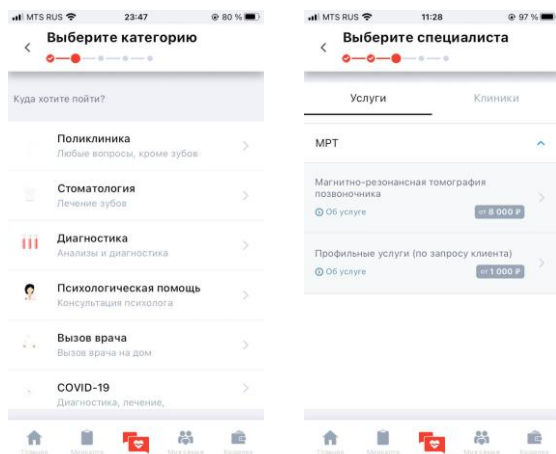 MTS RUS
23:47
80 %
Выберите категорию
Куда хотите пойти?
Поликлиника
Любые вопросы, кроме зубов
Стоматология
Лечение зубов
Диагностика
Анализы и диагностика
Психологическая помощь
Консультация психолога
Вызов врача
Вызов врача на дом
COVID-19
Диагностика, лечение,
MTS RUS
11:28
97 %
Выберите специалиста
Услуги
Клиники
МРТ
Магнитно-резонансная томография
позвоночника
Об услуге
от 8 000 ₽
Профильные услуги (по запросу клиента)
Об услуге
от 1 000 ₽